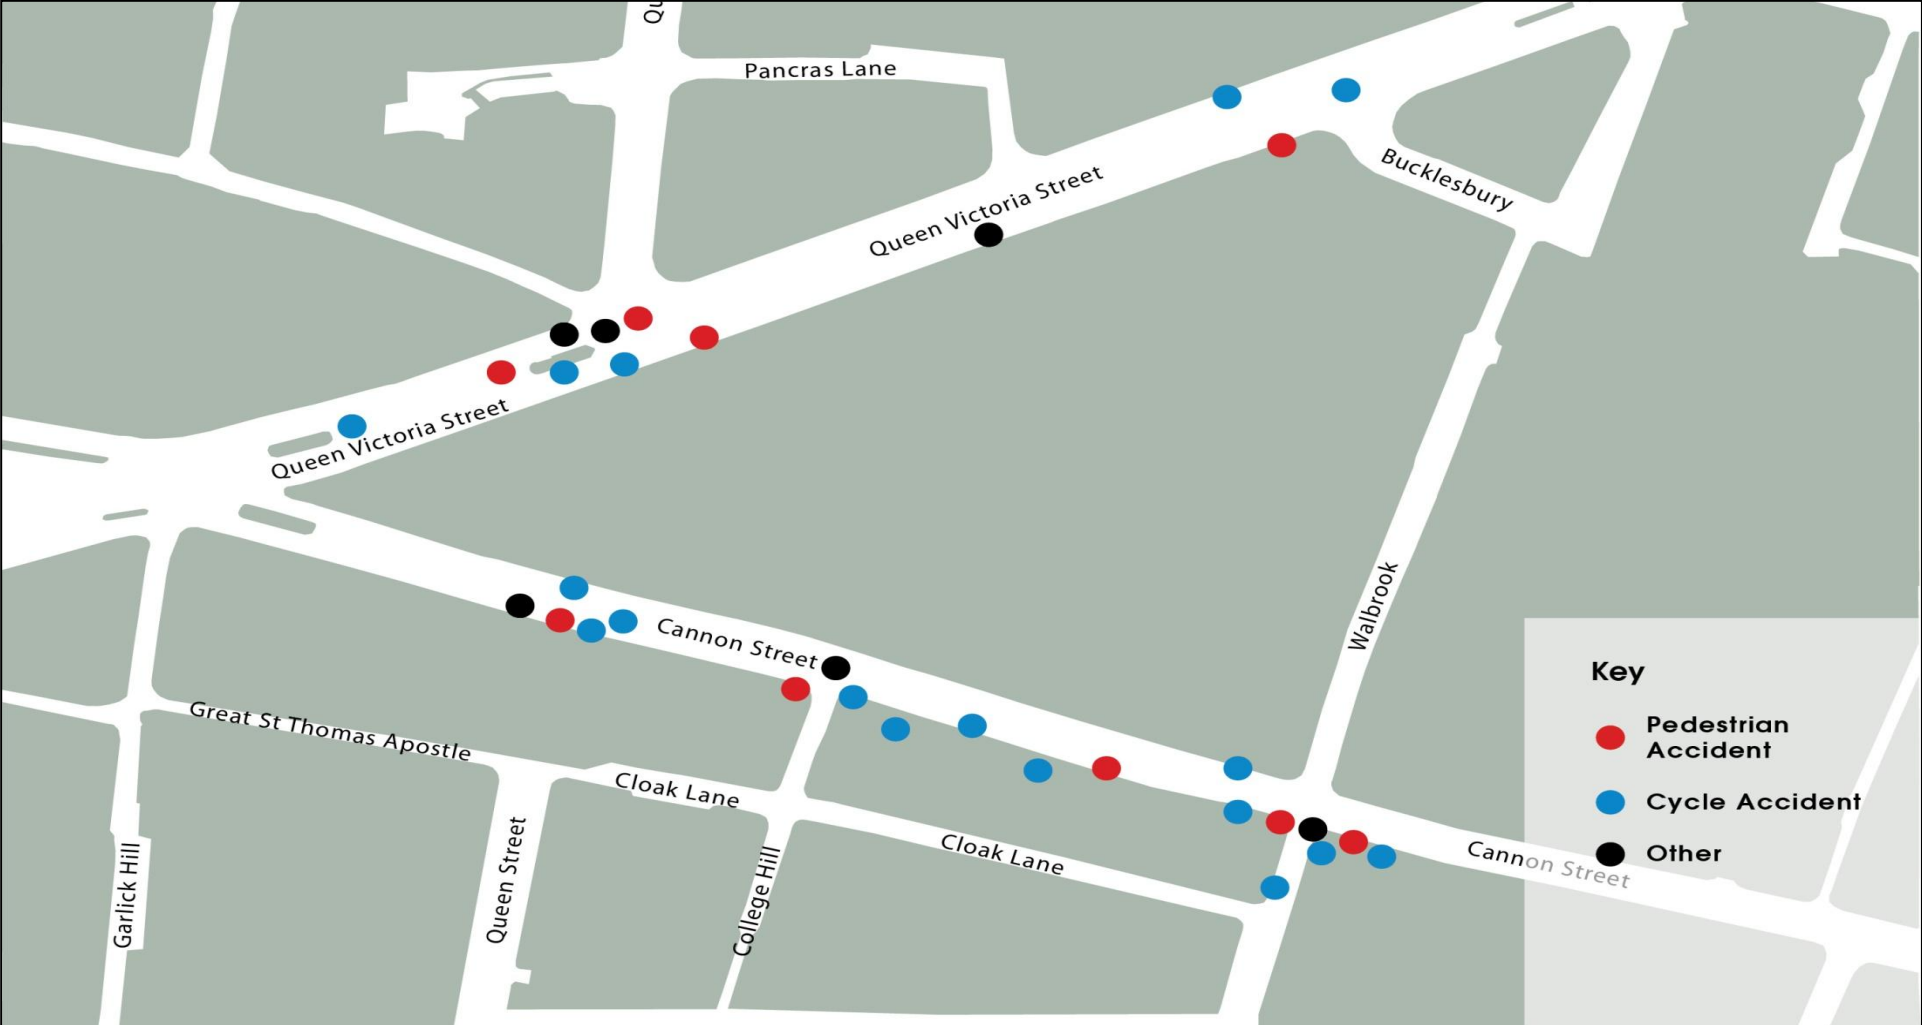 Qu
Pancras Lane
Bucklesbury
Queen Victoria Street
Queen Victoria Street
Walbrook
Cannon Street
Key
Pedestrian
Accident
Great St Thomas Apostle
Cloak Lane
Cycle Accident
Cloak Lane
Cannon Street
Other
Garlick Hill
Queen Street
College Hill